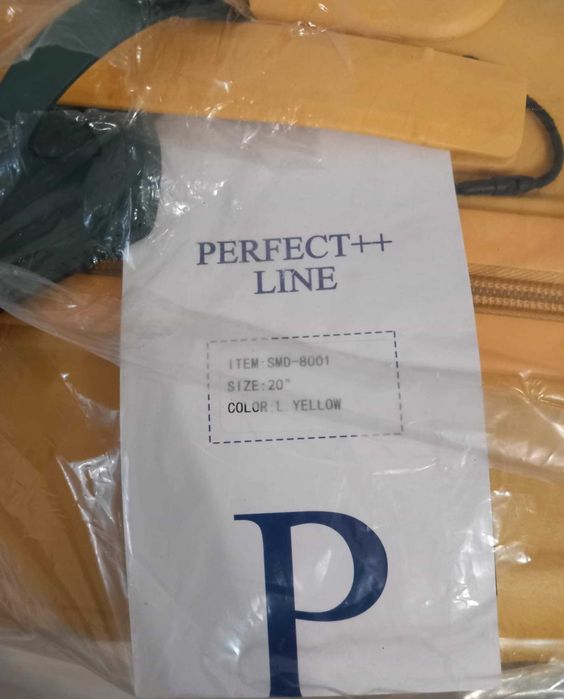 PERFECT++
LINE
ITEM:SMD-8001
SIZE:20"
COLOR:L.YELLOW
P